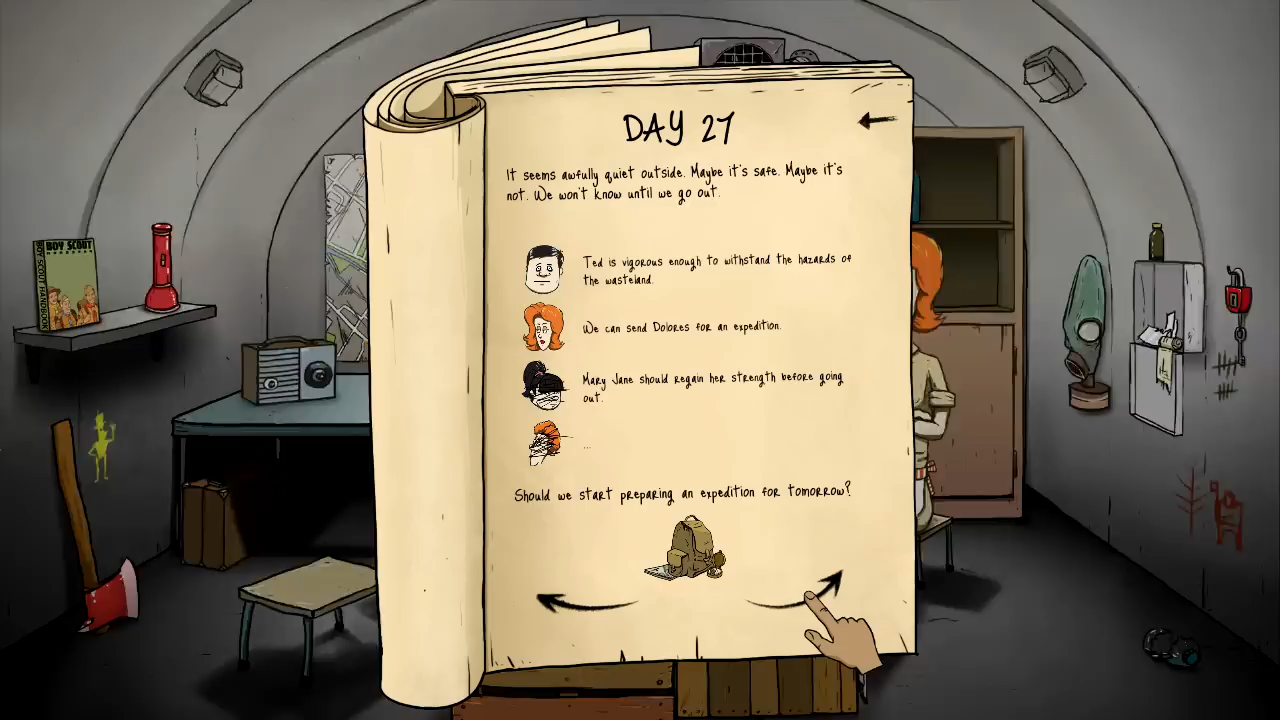 DAY 27
It seems awfully quiet outside. Maybe it's safe. Maybe it's
not. We won't know until we go out.
Ted is vigorous enough to withstand the hazards of
the wasteland.
We can send Dolores for an expedition.
Mary Jane should regain her strength before going
out.
...
Should we start preparing an expedition for tomorrow?
BOY SCOUT
BOY SCOUT HANDBOOK